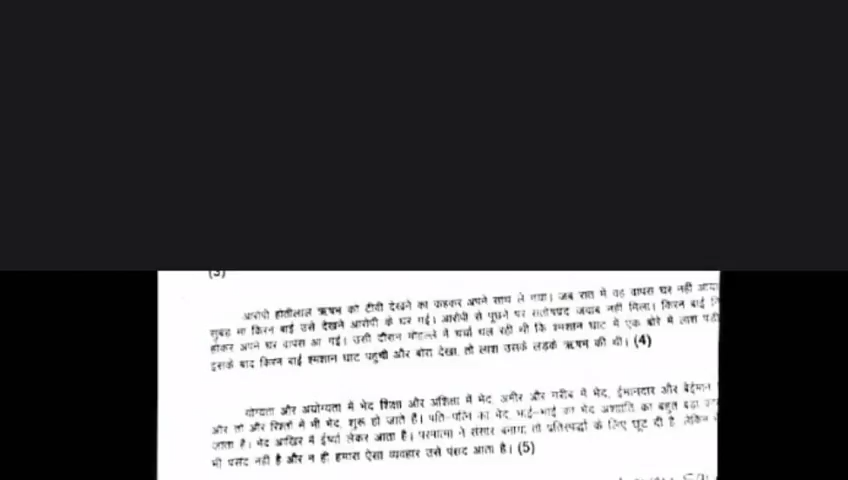 (3)
आरोपी होतीलाल ऋषभ को टीवी देखने का कहकर अपने साथ ले गया। जब रात में वह वापस घर नहीं आया
सुबह मा किरन बाई उसे देखने आरोपी के घर गई। आरोपी से पूछने पर संतोषप्रद जवाब नहीं मिला। किरन बाई
होकर अपने घर वापस आ गई। उसी दौरान मोहल्ले में चर्चा चल रही थी कि श्मशान घाट में एक बोरे में लाश पडी
इसके बाद किरन बाई श्मशान घाट पहुची और बोरा देखा, तो लाश उसके लड़के ऋषभ की थी। (4)
योग्यता और अयोग्यता में भेद शिक्षा और अशिक्षा में भेद, अमीर और गरीब में भेद, ईमानदार और बेईमान
और तो और रिश्तों में भी भेद, शुरू हो जाते हैं। पति-पत्नि का भेद, भाई-भाई का भेद अशांति का बहुत बड़ा
जाता है। भेद आखिर में ईर्ष्या लेकर आता है। परमात्मा ने संसार बनाया तो प्रतिस्पर्द्धा के लिए छूट दी है लेकिन
भी पसंद नहीं है और न ही हमारा ऐसा व्यवहार उसे पंसद आता है। (5)